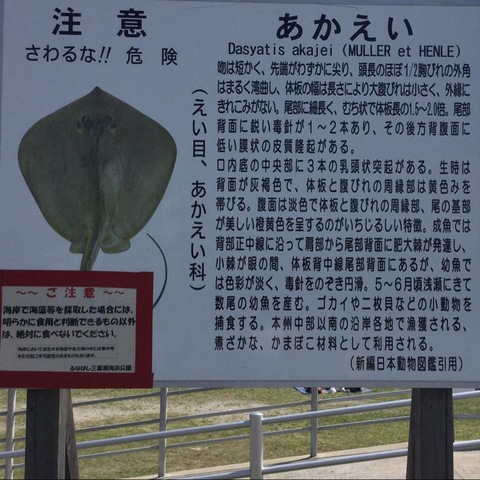 注意
さわるな!! 危険
あかえい
Dasyatis akajei (MULLER et HENLE)
(えい目、あかえい科)
吻は短かく、先端がわずかに尖り、頭長のほぼ1/2胸びれの外角
はまるく湾曲し、体板の幅は長さにより大腹びれは小さく、外縁に
きれこみがない。尾部に細長く、むち状で体板長の1.5〜2.0倍。尾部
背面に鋭い毒針が1〜2本あり、その後方背腹面に
低い膜状の皮質隆起がある。
口内底の中央部に3本の乳頭状突起がある。生時は
背面が灰褐色で、体板と腹びれの周縁部は黄色みを
帯びる。腹面は淡色で体板と腹びれの周縁部、尾の基部
が美しい橙黄色を呈するのがいちじるしい特徴。成魚では
背部正中線に沿って肩部から尾部背面に肥大棘が発達し、
小棘が眼の間、体板背中線尾部背面にあるが、幼魚で
は色彩が淡く、毒針をのぞき円滑。5〜6月頃浅瀬にきて
数尾の幼魚を産む。ゴカイや二枚貝などの小動物を
捕食する。本州中部以南の沿岸各地で漁獲される、
煮ざかな、かまぼこ材料として利用される。
(新編日本動物図鑑引用)
〜〜ご注意〜〜
海岸で海藻等を採取した場合には、
明らかに食用と判断できるもの以外
は、絶対に食べないでください。
ふなばし三番瀬海浜公園